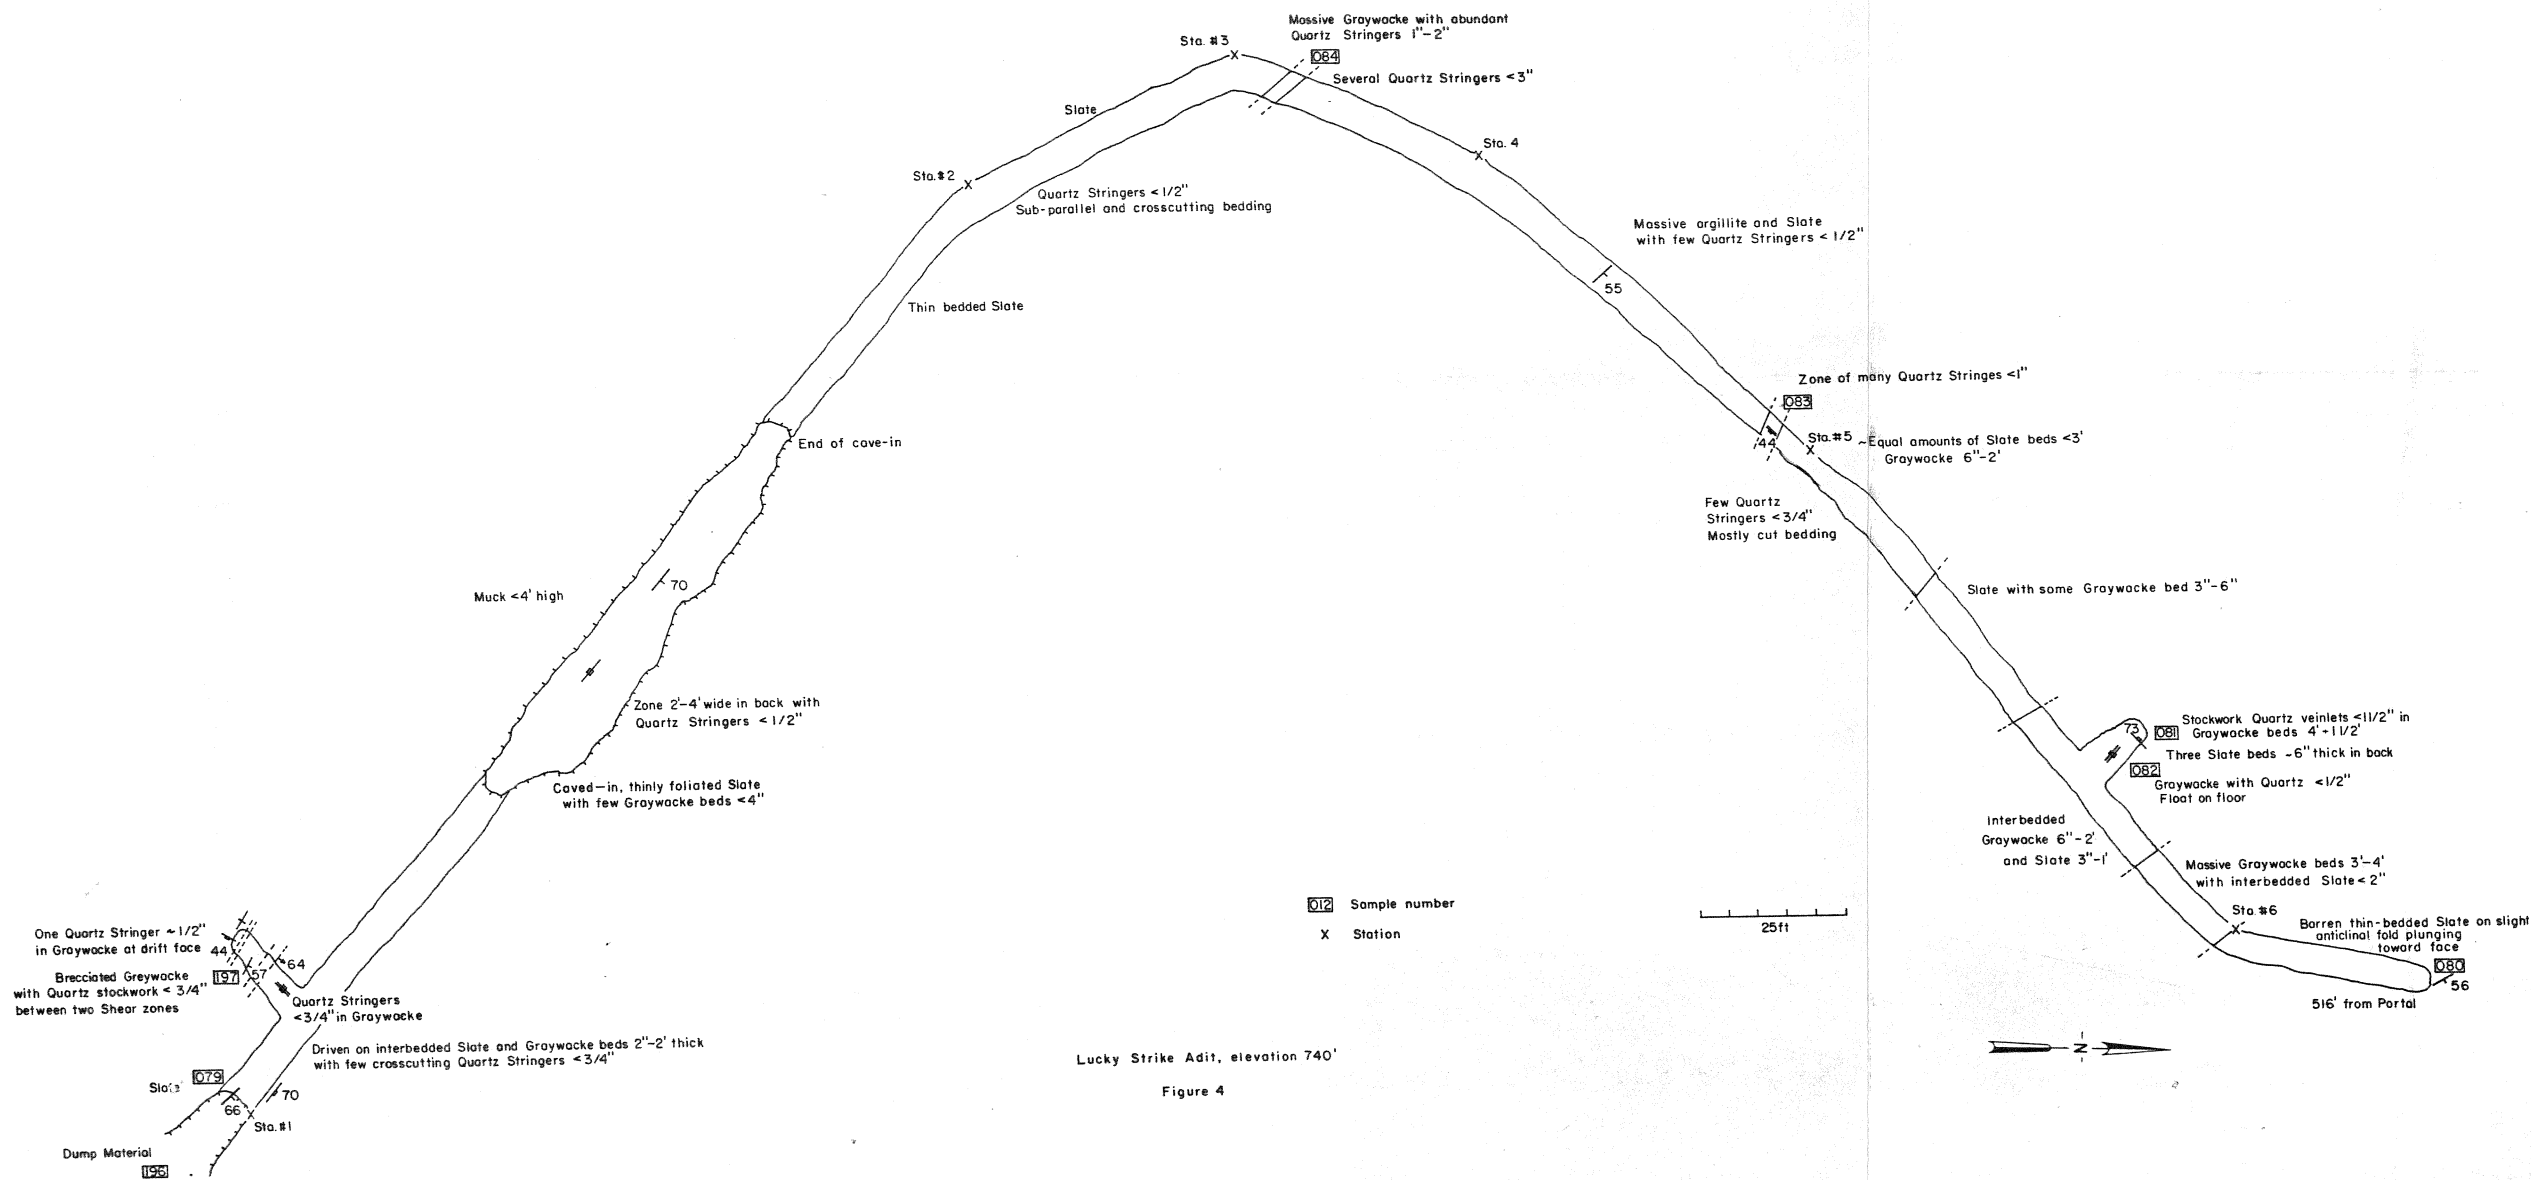 Massive Graywacke with abundant
Quartz Stringers 1"-2"
Sta. #3
084
Several Quartz Stringers <3"
Slate
Sta. 4
Sta.#2
Quartz Stringers <1/2"
Sub-parallel and crosscutting bedding
Massive argillite and Slate
with few Quartz Stringers < 1/2"
55
Thin bedded Slate
Zone of many Quartz Stringes <1"
083
44
Sta.#5
~Equal amounts of Slate beds <3'
Graywacke 6"-2'
End of cave-in
Few Quartz
Stringers <3/4"
Mostly cut bedding
70
Muck <4' high
Slate with some Graywacke bed 3"-6"
Zone 2'-4' wide in back with
Quartz Stringers <1/2"
73
081
Stockwork Quartz veinlets <11/2" in
Graywacke beds 4'+11/2'
Three Slate beds ~6" thick in back
082
Graywacke with Quartz <1/2"
Float on floor
Caved-in, thinly foliated Slate
with few Graywacke beds <4"
Interbedded
Graywacke 6"-2'
and Slate 3"-1'
Massive Graywacke beds 3'-4'
with interbedded Slate < 2"
012 Sample number
X Station
25ft
Sta. #6
Barren thin-bedded Slate on slight
anticlinal fold plunging
toward face
080
56
516' from Portal
One Quartz Stringer ~1/2"
in Graywacke at drift face
44
64
57
197
Brecciated Greywacke
with Quartz stockwork < 3/4"
between two Shear zones
Quartz Stringers
<3/4" in Graywacke
Driven on interbedded Slate and Graywacke beds 2"-2' thick
with few crosscutting Quartz Stringers <3/4"
N
Lucky Strike Adit, elevation 740'
Figure 4
079
Slate
66
70
Sta.#1
Dump Material
196